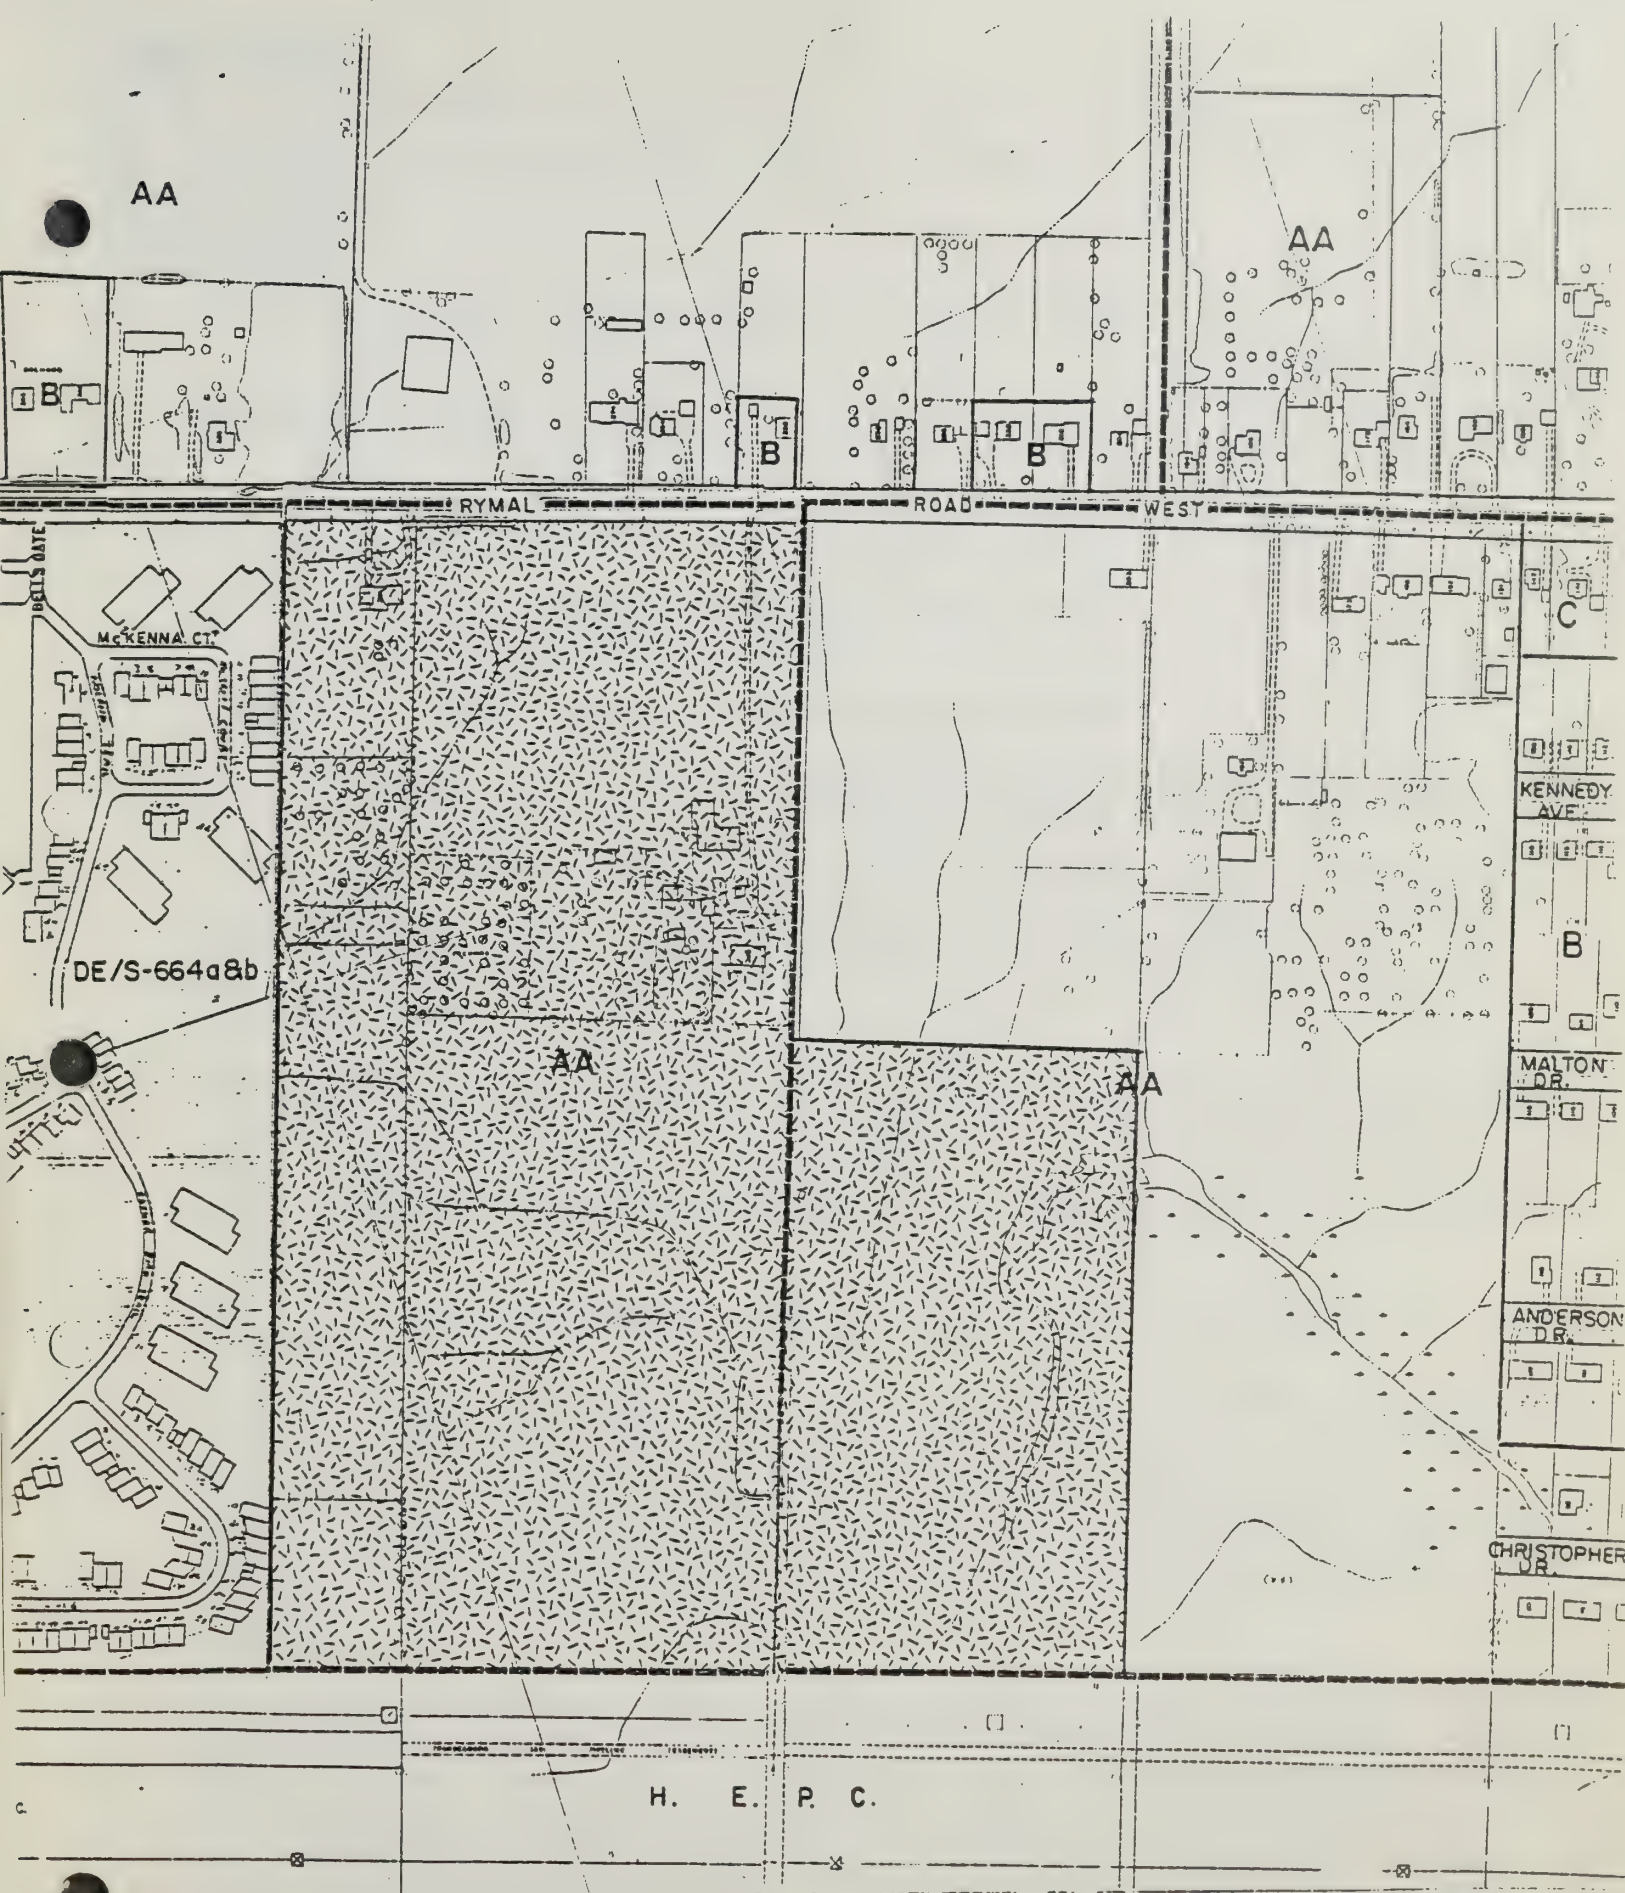 AA
AA
B
B
B
RYMAL ROAD WEST
BELLS GATE
C
McKENNA CT.
KENNEDY
AVE.
B
DE/S-664a&b
AA
AA
MALTON
DR.
ANDERSON
DR.
CHRISTOPHER
DR.
H. E. P. C.